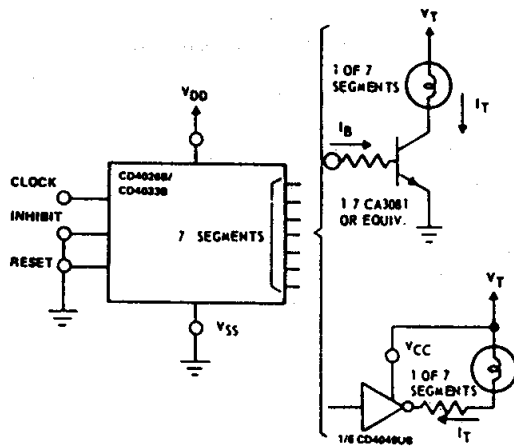 VDD
CLOCK
INHIBIT
RESET
CD4026B/
CD4033B
7 SEGMENTS
VSS
VT
1 OF 7
SEGMENTS
IT
IB
1 7 CA3081
OR EQUIV.
VT
VCC
1 OF 7
SEGMENTS
IT
1/6 CD4049UB